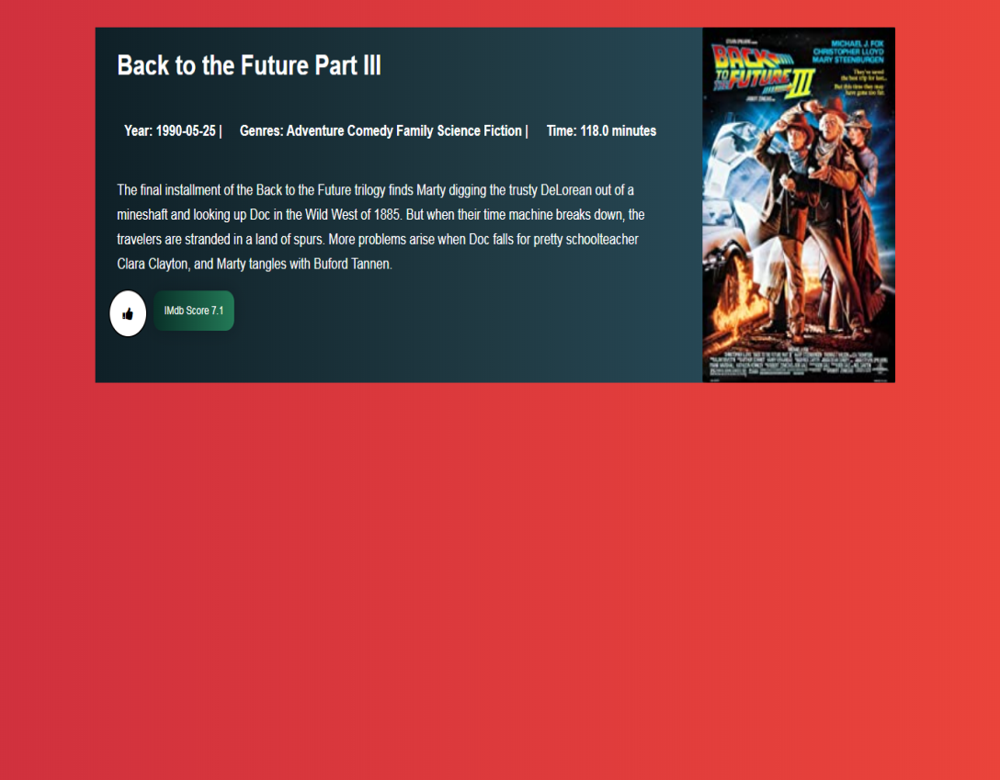 Back to the Future Part III
Year: 1990-05-25 |
Genres: Adventure Comedy Family Science Fiction |
Time: 118.0 minutes
The final installment of the Back to the Future trilogy finds Marty digging the trusty DeLorean out of a
mineshaft and looking up Doc in the Wild West of 1885. But when their time machine breaks down, the
travelers are stranded in a land of spurs. More problems arise when Doc falls for pretty schoolteacher
Clara Clayton, and Marty tangles with Buford Tannen.
IMdb Score 7.1
MICHAEL J. FOX
CHRISTOPHER LLOYD
MARY STEENBURGEN
They've saved
the best trip for last...
But this time they may
have gone too far.
BACK
TO THE
FUTURE
III